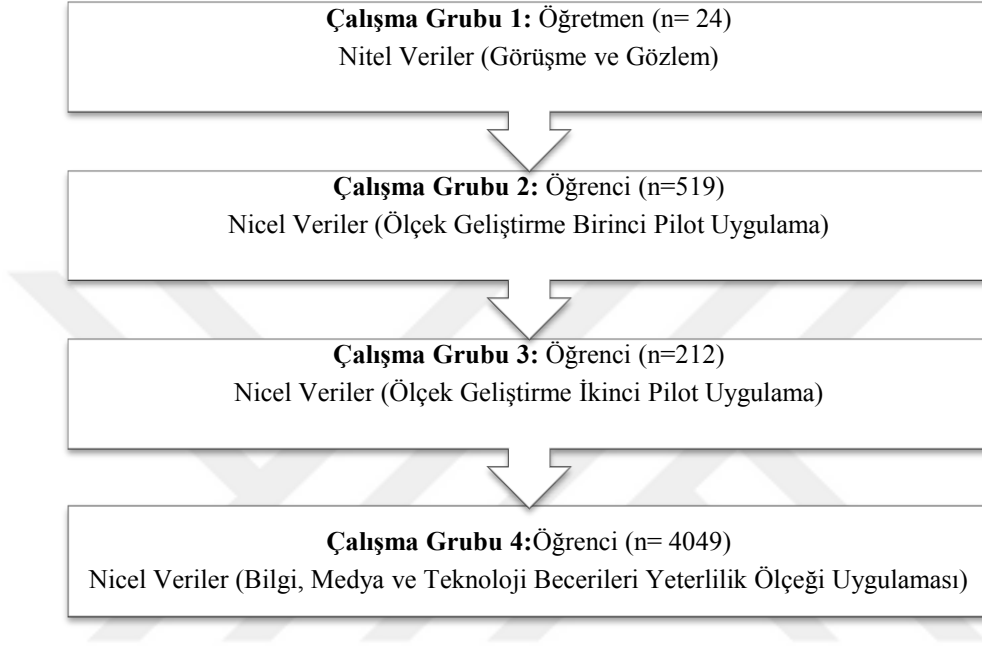 Çalışma Grubu 1: Öğretmen (n= 24)
Nitel Veriler (Görüşme ve Gözlem)
Çalışma Grubu 2: Öğrenci (n=519)
Nicel Veriler (Ölçek Geliştirme Birinci Pilot Uygulama)
Çalışma Grubu 3: Öğrenci (n=212)
Nicel Veriler (Ölçek Geliştirme İkinci Pilot Uygulama)
Çalışma Grubu 4:Öğrenci (n= 4049)
Nicel Veriler (Bilgi, Medya ve Teknoloji Becerileri Yeterlilik Ölçeği Uygulaması)